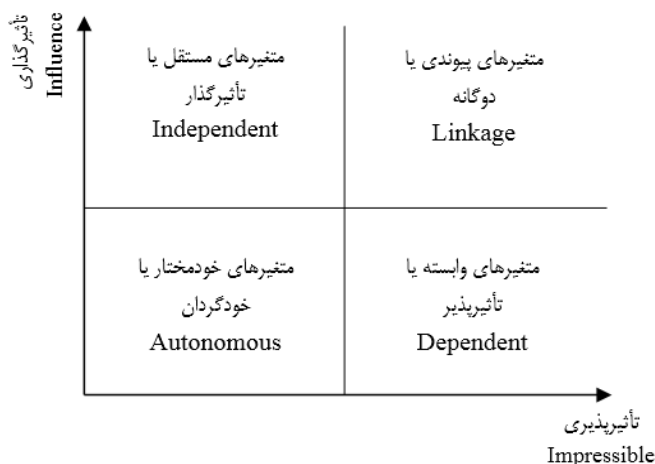 تأثیرگذاری
Influence
متغیرهای مستقل یا
تأثیرگذار
Independent
متغیرهای پیوندی یا
دوگانه
Linkage
متغیرهای خودمختار یا
خودگردان
Autonomous
متغیرهای وابسته یا
تأثیرپذیر
Dependent
تأثیرپذیری
Impressible